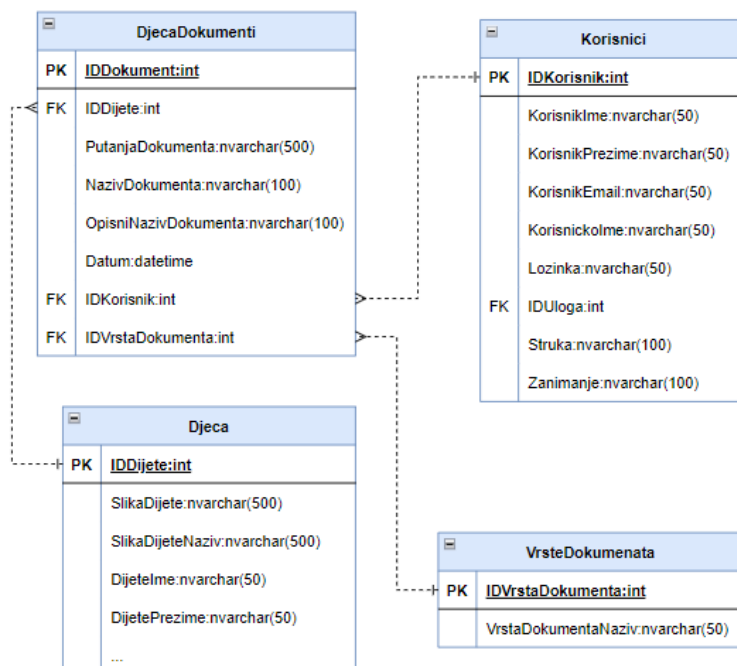 DjecaDokumenti
PK IDDokument:int
FK IDDijete:int
PutanjaDokumenta:nvarchar(500)
NazivDokumenta:nvarchar(100)
OpisniNazivDokumenta:nvarchar(100)
Datum:datetime
FK IDKorisnik:int
FK IDVrstaDokumenta:int
Korisnici
PK IDKorisnik:int
KorisnikIme:nvarchar(50)
KorisnikPrezime:nvarchar(50)
KorisnikEmail:nvarchar(50)
KorisnickoIme:nvarchar(50)
Lozinka:nvarchar(50)
FK IDUloga:int
Struka:nvarchar(100)
Zanimanje:nvarchar(100)
Djeca
PK IDDijete:int
SlikaDijete:nvarchar(500)
SlikaDijeteNaziv:nvarchar(500)
DijeteIme:nvarchar(50)
DijetePrezime:nvarchar(50)
...
VrsteDokumenata
PK IDVrstaDokumenta:int
VrstaDokumentaNaziv:nvarchar(50)